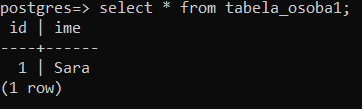 postgres=> select * from tabela_osoba1;
 id | ime
----+------
  1 | Sara
(1 row)